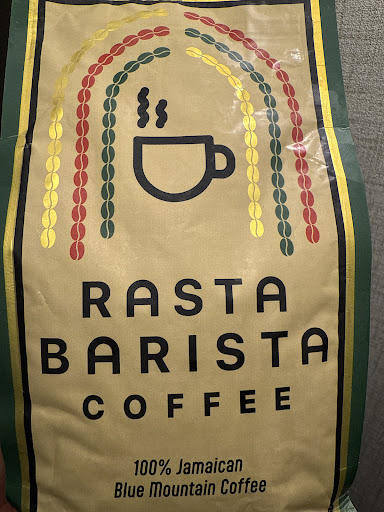 RASTA
BARISTA
COFFEE
100% Jamaican
Blue Mountain Coffee